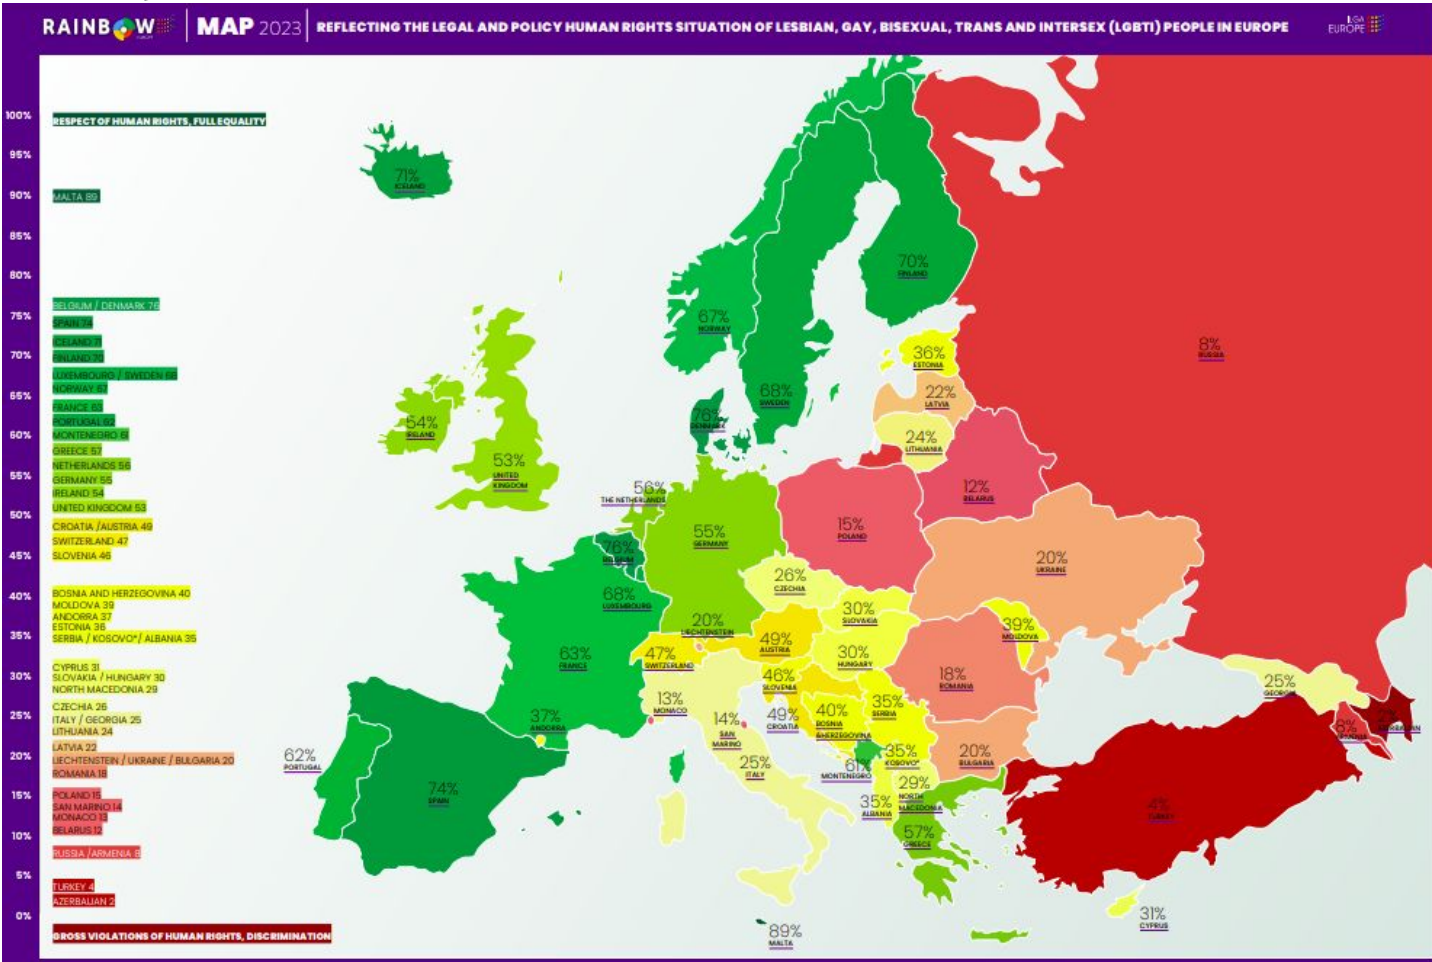 RAINBOW EUROPE
MAP 2023
REFLECTING THE LEGAL AND POLICY HUMAN RIGHTS SITUATION OF LESBIAN, GAY, BISEXUAL, TRANS AND INTERSEX (LGBTI) PEOPLE IN EUROPE
ILGA EUROPE
100%
95%
90%
85%
80%
75%
70%
65%
60%
55%
50%
45%
40%
35%
30%
25%
20%
15%
10%
5%
0%
RESPECT OF HUMAN RIGHTS, FULL EQUALITY
MALTA 89
BELGIUM / DENMARK 76
SPAIN 74
ICELAND 71
FINLAND 70
LUXEMBOURG / SWEDEN 68
NORWAY 67
FRANCE 63
PORTUGAL 62
MONTENEGRO 61
GREECE 57
NETHERLANDS 56
GERMANY 55
IRELAND 54
UNITED KINGDOM 53
CROATIA /AUSTRIA 49
SWITZERLAND 47
SLOVENIA 46
BOSNIA AND HERZEGOVINA 40
MOLDOVA 39
ANDORRA 37
ESTONIA 36
SERBIA / KOSOVO*/ ALBANIA 35
CYPRUS 31
SLOVAKIA / HUNGARY 30
NORTH MACEDONIA 29
CZECHIA 26
ITALY / GEORGIA 25
LITHUANIA 24
LATVIA 22
LIECHTENSTEIN / UKRAINE / BULGARIA 20
ROMANIA 18
POLAND 15
SAN MARINO 14
MONACO 13
BELARUS 12
RUSSIA /ARMENIA 8
TURKEY 4
AZERBAIJAN 2
GROSS VIOLATIONS OF HUMAN RIGHTS, DISCRIMINATION
71%
ICELAND
70%
FINLAND
67%
NORWAY
68%
SWEDEN
36%
ESTONIA
8%
RUSSIA
22%
LATVIA
24%
LITHUANIA
76%
DENMARK
54%
IRELAND
53%
UNITED
KINGDOM
56%
THE NETHERLANDS
12%
BELARUS
55%
GERMANY
15%
POLAND
76%
BELGIUM
20%
UKRAINE
26%
CZECHIA
68%
LUXEMBOURG
30%
SLOVAKIA
20%
LIECHTENSTEIN
39%
MOLDOVA
49%
AUSTRIA
63%
FRANCE
47%
SWITZERLAND
30%
HUNGARY
46%
SLOVENIA
18%
ROMANIA
25%
GEORGIA
13%
MONACO
35%
SERBIA
37%
ANDORRA
14%
SAN
MARINO
49%
CROATIA
40%
BOSNIA
&HERZEGOVINA
8%
ARMENIA
2%
AZERBAIJAN
62%
PORTUGAL
25%
ITALY
61%
MONTENEGRO
35%
KOSOVO*
20%
BULGARIA
74%
SPAIN
29%
NORTH
MACEDONIA
35%
ALBANIA
4%
TURKEY
57%
GREECE
31%
CYPRUS
89%
MALTA